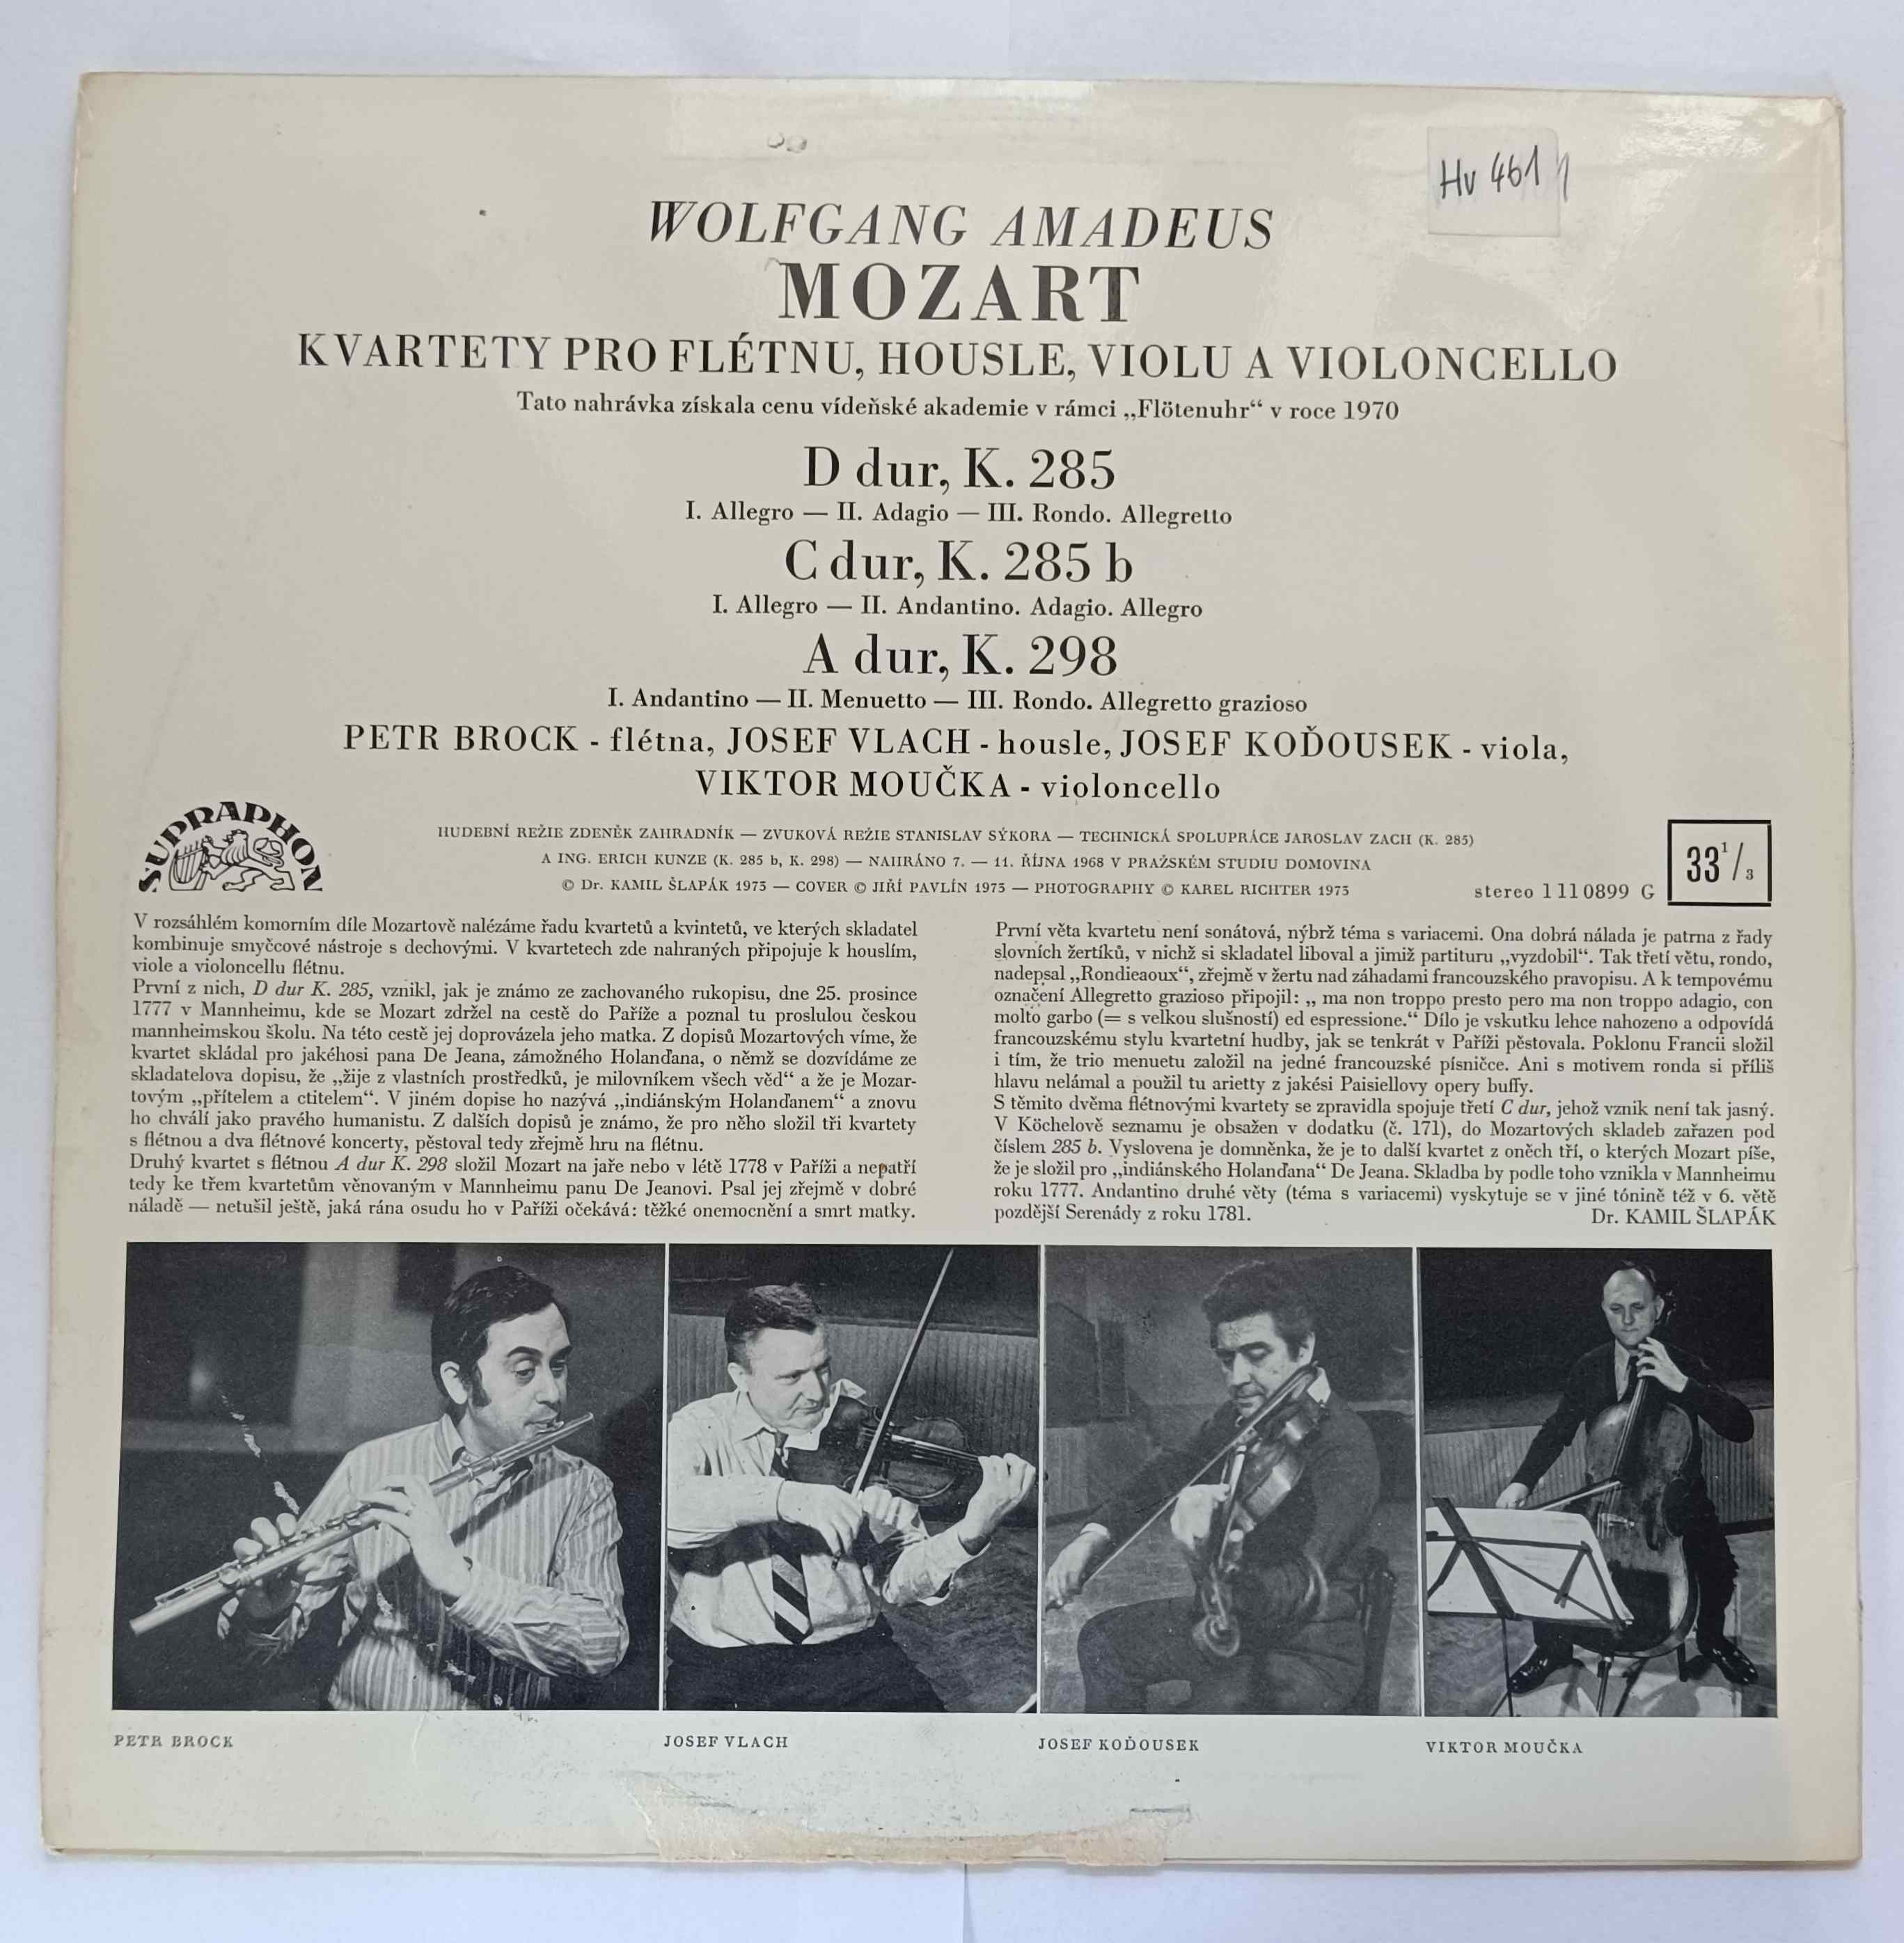 Hv 461
WOLFGANG AMADEUS
MOZART
KVARTETY PRO FLÉTNU, HOUSLE, VIOLU A VIOLONCELLO
Tato nahrávka získala cenu vídeňské akademie v rámci „Flötenuhr“ v roce 1970
D dur, K. 285
I. Allegro — II. Adagio — III. Rondo. Allegretto
C dur, K. 285 b
I. Allegro — II. Andantino. Adagio. Allegro
A dur, K. 298
I. Andantino — II. Menuetto — III. Rondo. Allegretto grazioso
PETR BROCK - flétna, JOSEF VLACH - housle, JOSEF KOĎOUSEK - viola,
VIKTOR MOUČKA - violoncello
SUPRAPHON
HUDEBNÍ REŽIE ZDENĚK ZAHRADNÍK — ZVUKOVÁ REŽIE STANISLAV SÝKORA — TECHNICKÁ SPOLUPRÁCE JAROSLAV ZACH (K. 285)
A ING. ERICH KUNZE (K. 285 b, K. 298) — NAHRÁNO 7. — 11. ŘÍJNA 1968 V PRAŽSKÉM STUDIU DOMOVINA
© Dr. KAMIL ŠLAPÁK 1973 — COVER © JIŘÍ PAVLÍN 1973 — PHOTOGRAPHY © KAREL RICHTER 1973
stereo 1 11 0899 G
33 1/3
V rozsáhlém komorním díle Mozartově nalézáme řadu kvartetů a kvintetů, ve kterých skladatel
kombinuje smyčcové nástroje s dechovými. V kvartetech zde nahraných připojuje k houslím,
viole a violoncellu flétnu.
První z nich, D dur K. 285, vznikl, jak je známo ze zachovaného rukopisu, dne 25. prosince
1777 v Mannheimu, kde se Mozart zdržel na cestě do Paříže a poznal tu proslulou českou
mannheimskou školu. Na této cestě jej doprovázela jeho matka. Z dopisů Mozartových víme, že
kvartet skládal pro jakéhosi pana De Jeana, zámožného Holanďana, o němž se dozvídáme ze
skladatelova dopisu, že „žije z vlastních prostředků, je milovníkem všech věd“ a že je Mozar-
tovým „přítelem a ctitelem“. V jiném dopise ho nazývá „indiánským Holanďanem“ a znovu
ho chválí jako pravého humanistu. Z dalších dopisů je známo, že pro něho složil tři kvartety
s flétnou a dva flétnové koncerty, pěstoval tedy zřejmě hru na flétnu.
Druhý kvartet s flétnou A dur K. 298 složil Mozart na jaře nebo v létě 1778 v Paříži a nepatří
tedy ke třem kvartetům věnovaným v Mannheimu panu De Jeanovi. Psal jej zřejmě v dobré
náladě — netušil ještě, jaká rána osudu ho v Paříži očekává: těžké onemocnění a smrt matky.
První věta kvartetu není sonátová, nýbrž téma s variacemi. Ona dobrá nálada je patrna z řady
slovních žertíků, v nichž si skladatel liboval a jimiž partituru „vyzdobil“. Tak třetí větu, rondo,
nadepsal „Rondieaoux“, zřejmě v žertu nad záhadami francouzského pravopisu. A k tempovému
označení Allegretto grazioso připojil: „ ma non troppo presto pero ma non troppo adagio, con
molto garbo (= s velkou slušností) ed espressione.“ Dílo je vskutku lehce nahozeno a odpovídá
francouzskému stylu kvartetní hudby, jak se tenkrát v Paříži pěstovala. Poklonu Francii složil
i tím, že trio menuetu založil na jedné francouzské písničce. Ani s motivem ronda si příliš
hlavu nelámal a použil tu arietty z jakési Paisiellovy opery buffy.
S těmito dvěma flétnovými kvartety se zpravidla spojuje třetí C dur, jehož vznik není tak jasný.
V Köchelově seznamu je obsažen v dodatku (č. 171), do Mozartových skladeb zařazen pod
číslem 285 b. Vyslovena je domněnka, že je to další kvartet z oněch tří, o kterých Mozart píše,
že je složil pro „indiánského Holanďana“ De Jeana. Skladba by podle toho vznikla v Mannheimu
roku 1777. Andantino druhé věty (téma s variacemi) vyskytuje se v jiné tónině též v 6. větě
pozdější Serenády z roku 1781.
Dr. KAMIL ŠLAPÁK
PETR BROCK
JOSEF VLACH
JOSEF KOĎOUSEK
VIKTOR MOUČKA